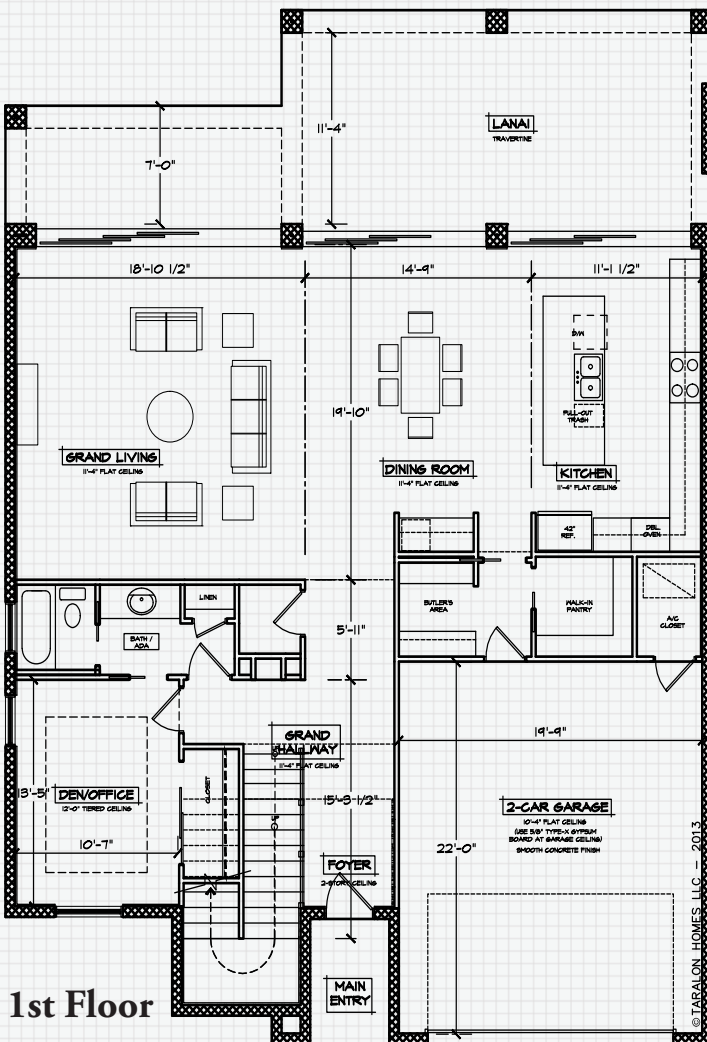 LANAI
TRAVERTINE
11'-4"
7'-0"
18'-10 1/2"
14'-9"
11'-1 1/2"
D/W
PULL-OUT
TRASH
19'-10"
GRAND LIVING
11'-4" FLAT CEILING
DINING ROOM
11'-4" FLAT CEILING
KITCHEN
11'-4" FLAT CEILING
42"
REF.
DBL.
OVEN
LINEN
BATH /
ADA
5'-11"
BUTLER'S
AREA
WALK-IN
PANTRY
A/C
CLOSET
GRAND
HALLWAY
11'-4" FLAT CEILING
19'-9"
13'-5"
DEN/OFFICE
12'-0" TIERED CEILING
CLOSET
10'-7"
15'-3 1/2"
2-CAR GARAGE
10'-4" FLAT CEILING
(USE 5/8" TYPE-X GYPSUM
BOARD AT GARAGE CEILING)
SMOOTH CONCRETE FINISH
22'-0"
FOYER
2-STORY CEILING
MAIN
ENTRY
1st Floor
© TARALON HOMES LLC – 2013